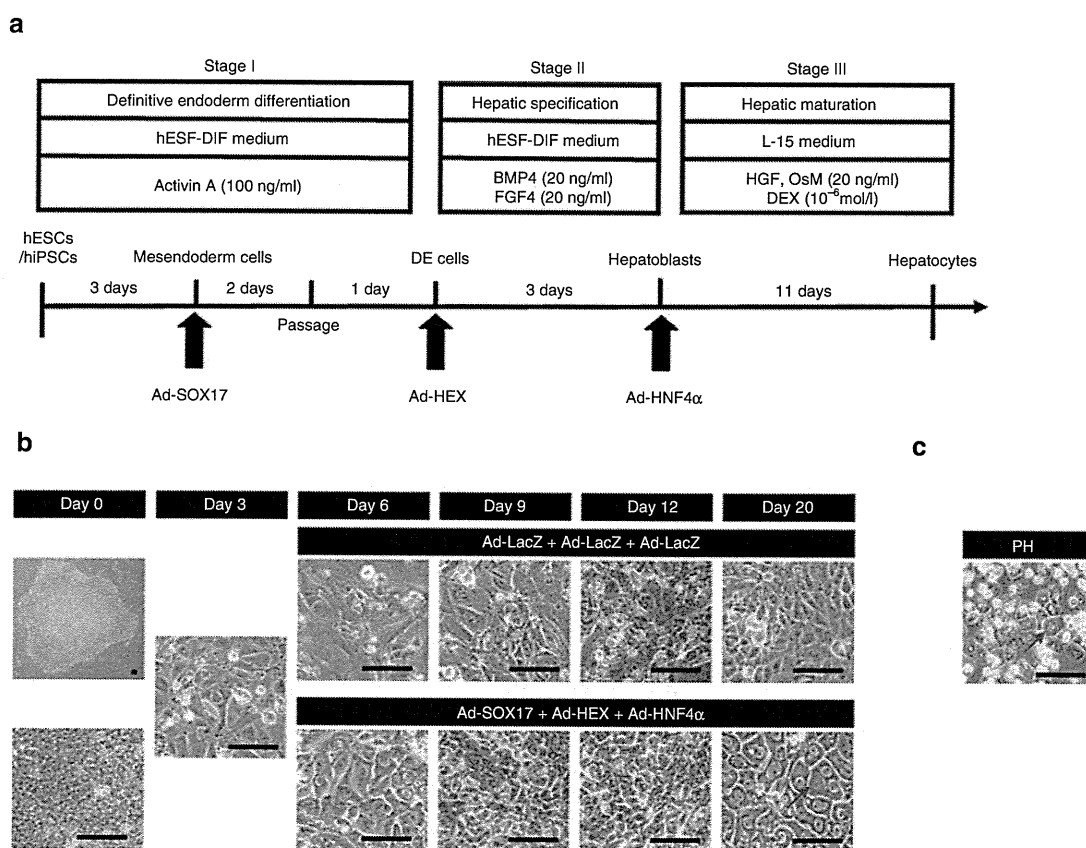 a
Stage I
Stage II
Stage III
Definitive endoderm differentiation
Hepatic specification
Hepatic maturation
hESF-DIF medium
hESF-DIF medium
L-15 medium
Activin A (100 ng/ml)
BMP4 (20 ng/ml)
FGF4 (20 ng/ml)
HGF, OsM (20 ng/ml)
DEX (10⁻⁶mol/l)
hESCs
/hiPSCs
Mesendoderm cells
DE cells
Hepatoblasts
Hepatocytes
3 days
2 days
1 day
3 days
11 days
Passage
Ad-SOX17
Ad-HEX
Ad-HNF4α
b
c
Day 0
Day 3
Day 6
Day 9
Day 12
Day 20
Ad-LacZ + Ad-LacZ + Ad-LacZ
PH
Ad-SOX17 + Ad-HEX + Ad-HNF4α